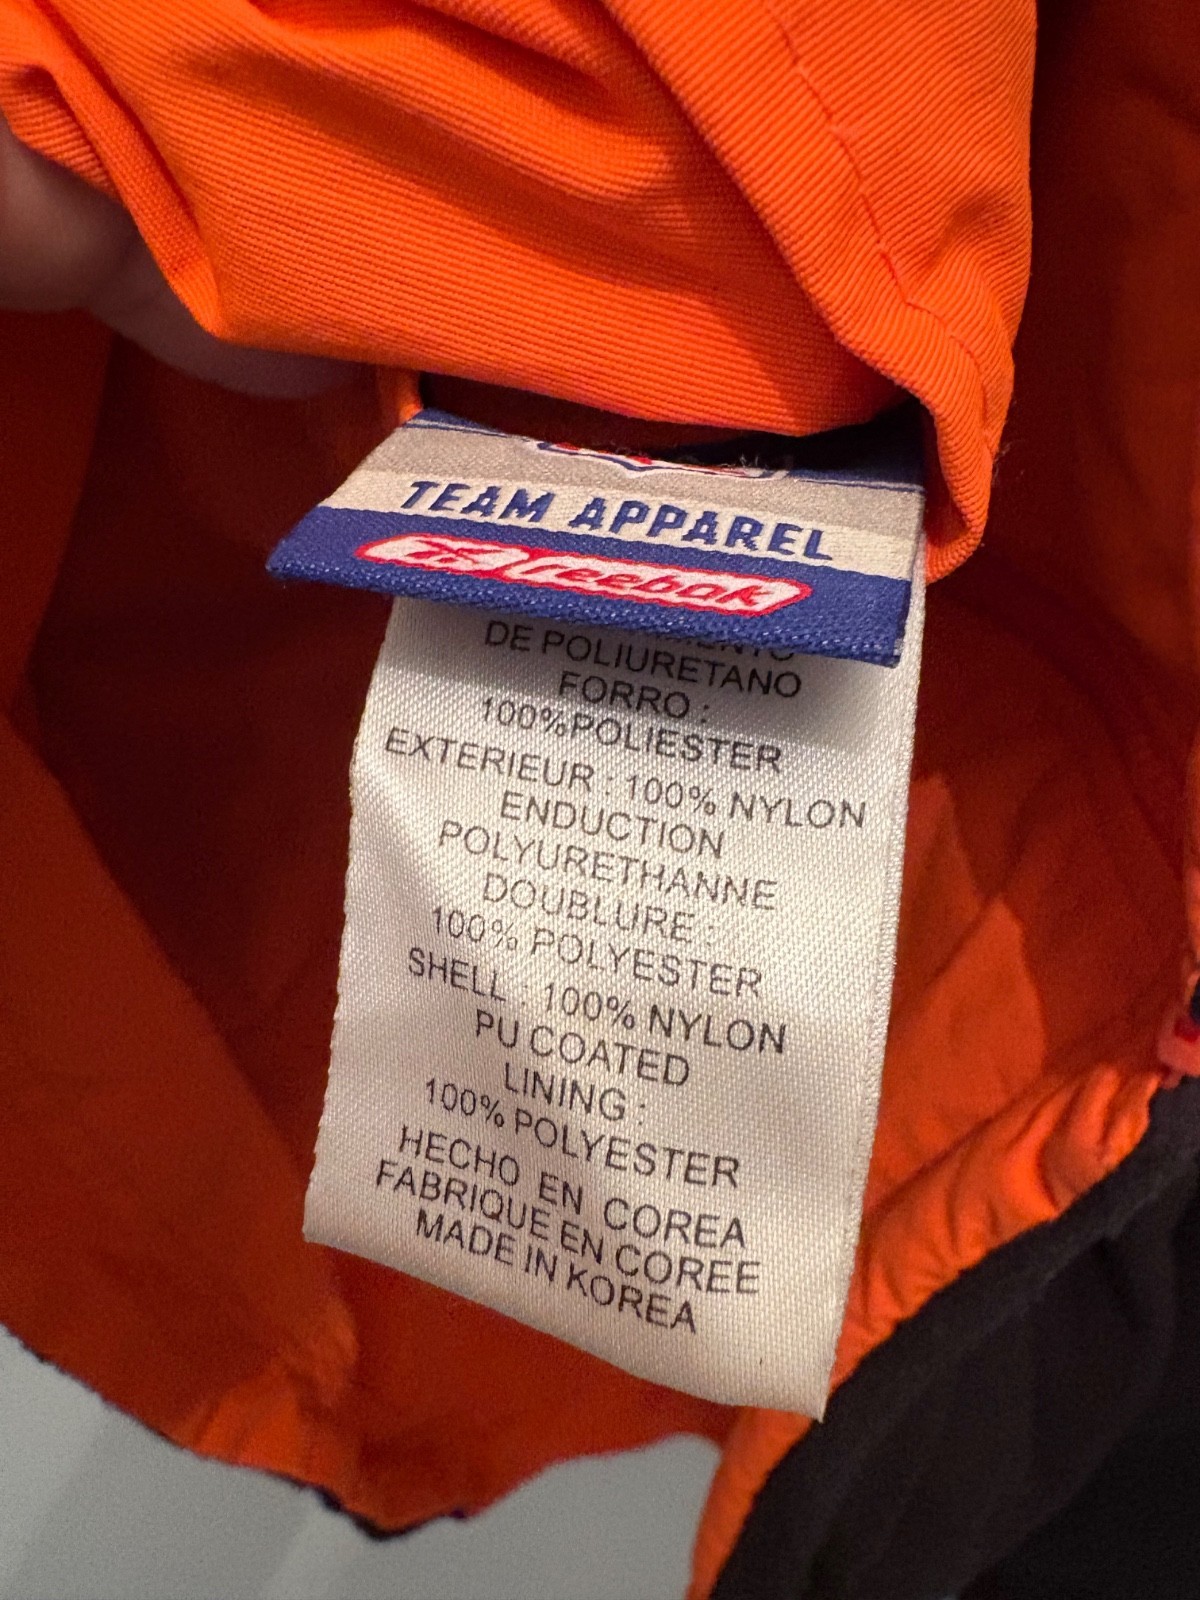 TEAM APPAREL
Reebok
DE POLIURETANO
FORRO :
100%POLIESTER
EXTERIEUR : 100% NYLON
ENDUCTION
POLYURETHANNE
DOUBLURE :
100% POLYESTER
SHELL : 100% NYLON
PU COATED
LINING :
100% POLYESTER
HECHO EN COREA
FABRIQUE EN COREE
MADE IN KOREA